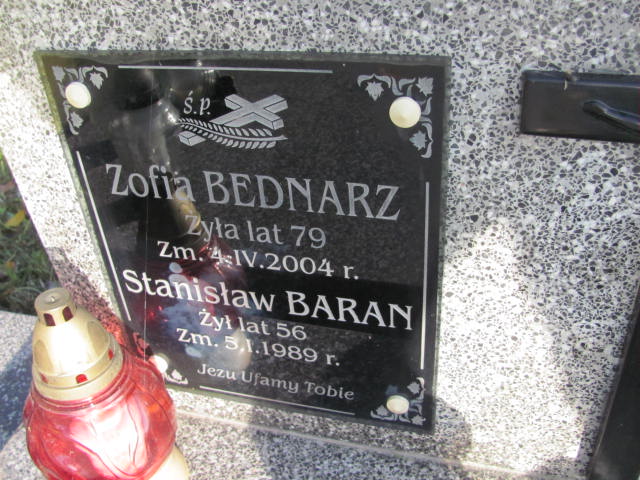 Ś.P.
Zofia BEDNARZ
Żyła lat 79
Zm. 4.IV.2004 r.
Stanisław BARAN
Żył lat 56
Zm. 5.I.1989 r.
Jezu Ufamy Tobie